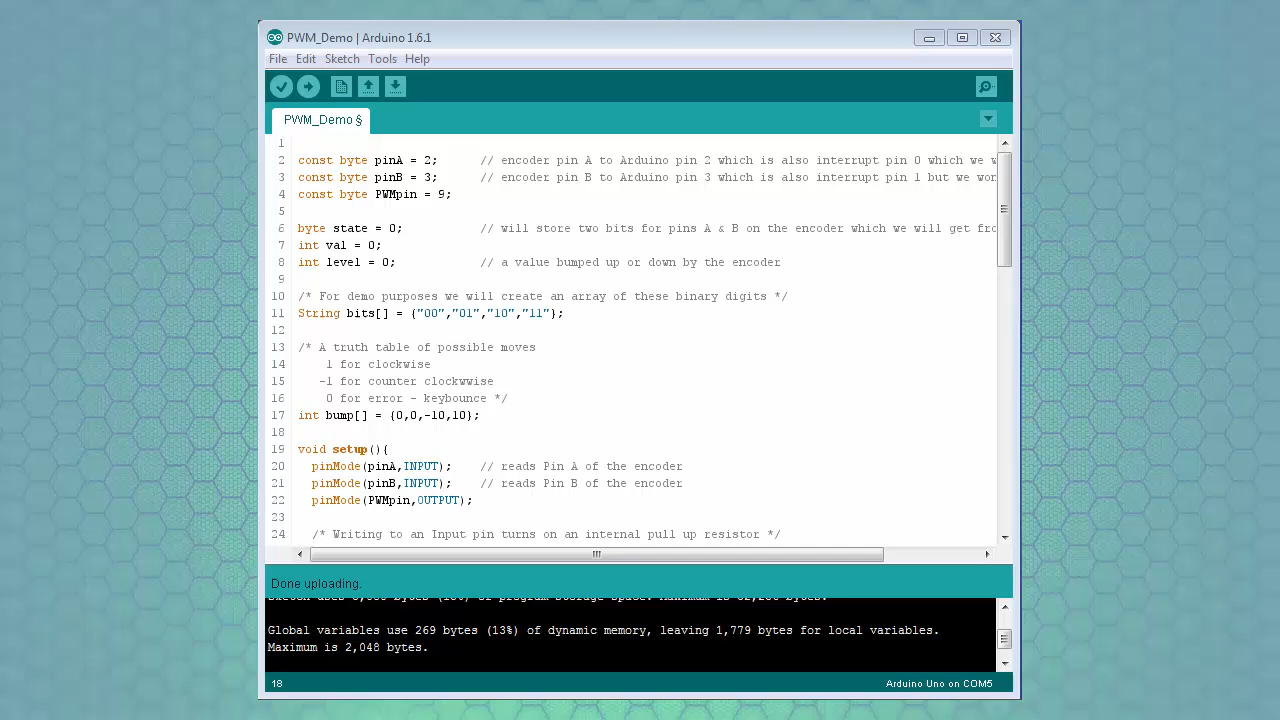 PWM_Demo | Arduino 1.6.1
File Edit Sketch Tools Help
PWM_Demo §
1
2 const byte pinA = 2; // encoder pin A to Arduino pin 2 which is also interrupt pin 0 which we w
3 const byte pinB = 3; // encoder pin B to Arduino pin 3 which is also interrupt pin 1 but we won
4 const byte PWMpin = 9;
5
6 byte state = 0; // will store two bits for pins A & B on the encoder which we will get fro
7 int val = 0;
8 int level = 0; // a value bumped up or down by the encoder
9
10 /* For demo purposes we will create an array of these binary digits */
11 String bits[] = {"00","01","10","11"};
12
13 /* A truth table of possible moves
14 1 for clockwise
15 -1 for counter clockwwise
16 0 for error - keybounce */
17 int bump[] = {0,0,-10,10};
18
19 void setup(){
20 pinMode(pinA,INPUT); // reads Pin A of the encoder
21 pinMode(pinB,INPUT); // reads Pin B of the encoder
22 pinMode(PWMpin,OUTPUT);
23
24 /* Writing to an Input pin turns on an internal pull up resistor */
Done uploading.
Global variables use 269 bytes (13%) of dynamic memory, leaving 1,779 bytes for local variables.
Maximum is 2,048 bytes.
18 Arduino Uno on COM5